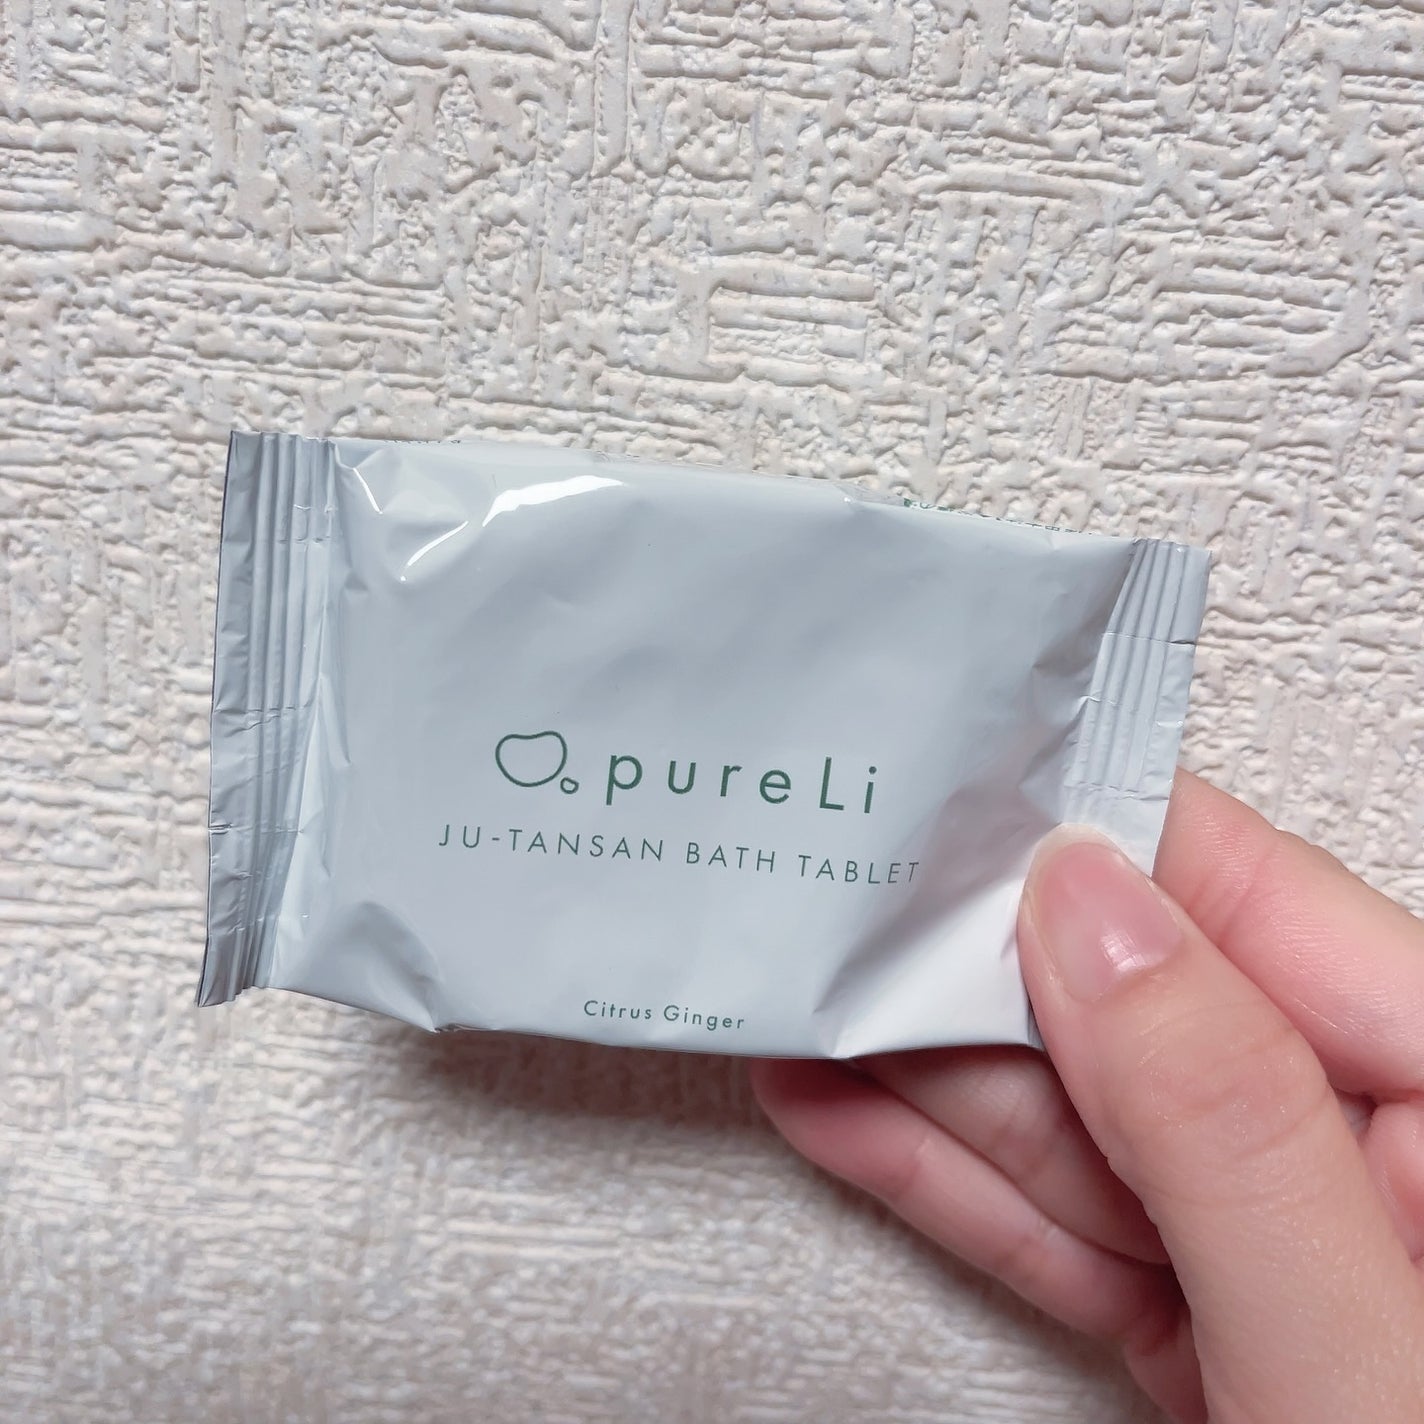 pureLi
JU-TANSAN BATH TABLET
Citrus Ginger